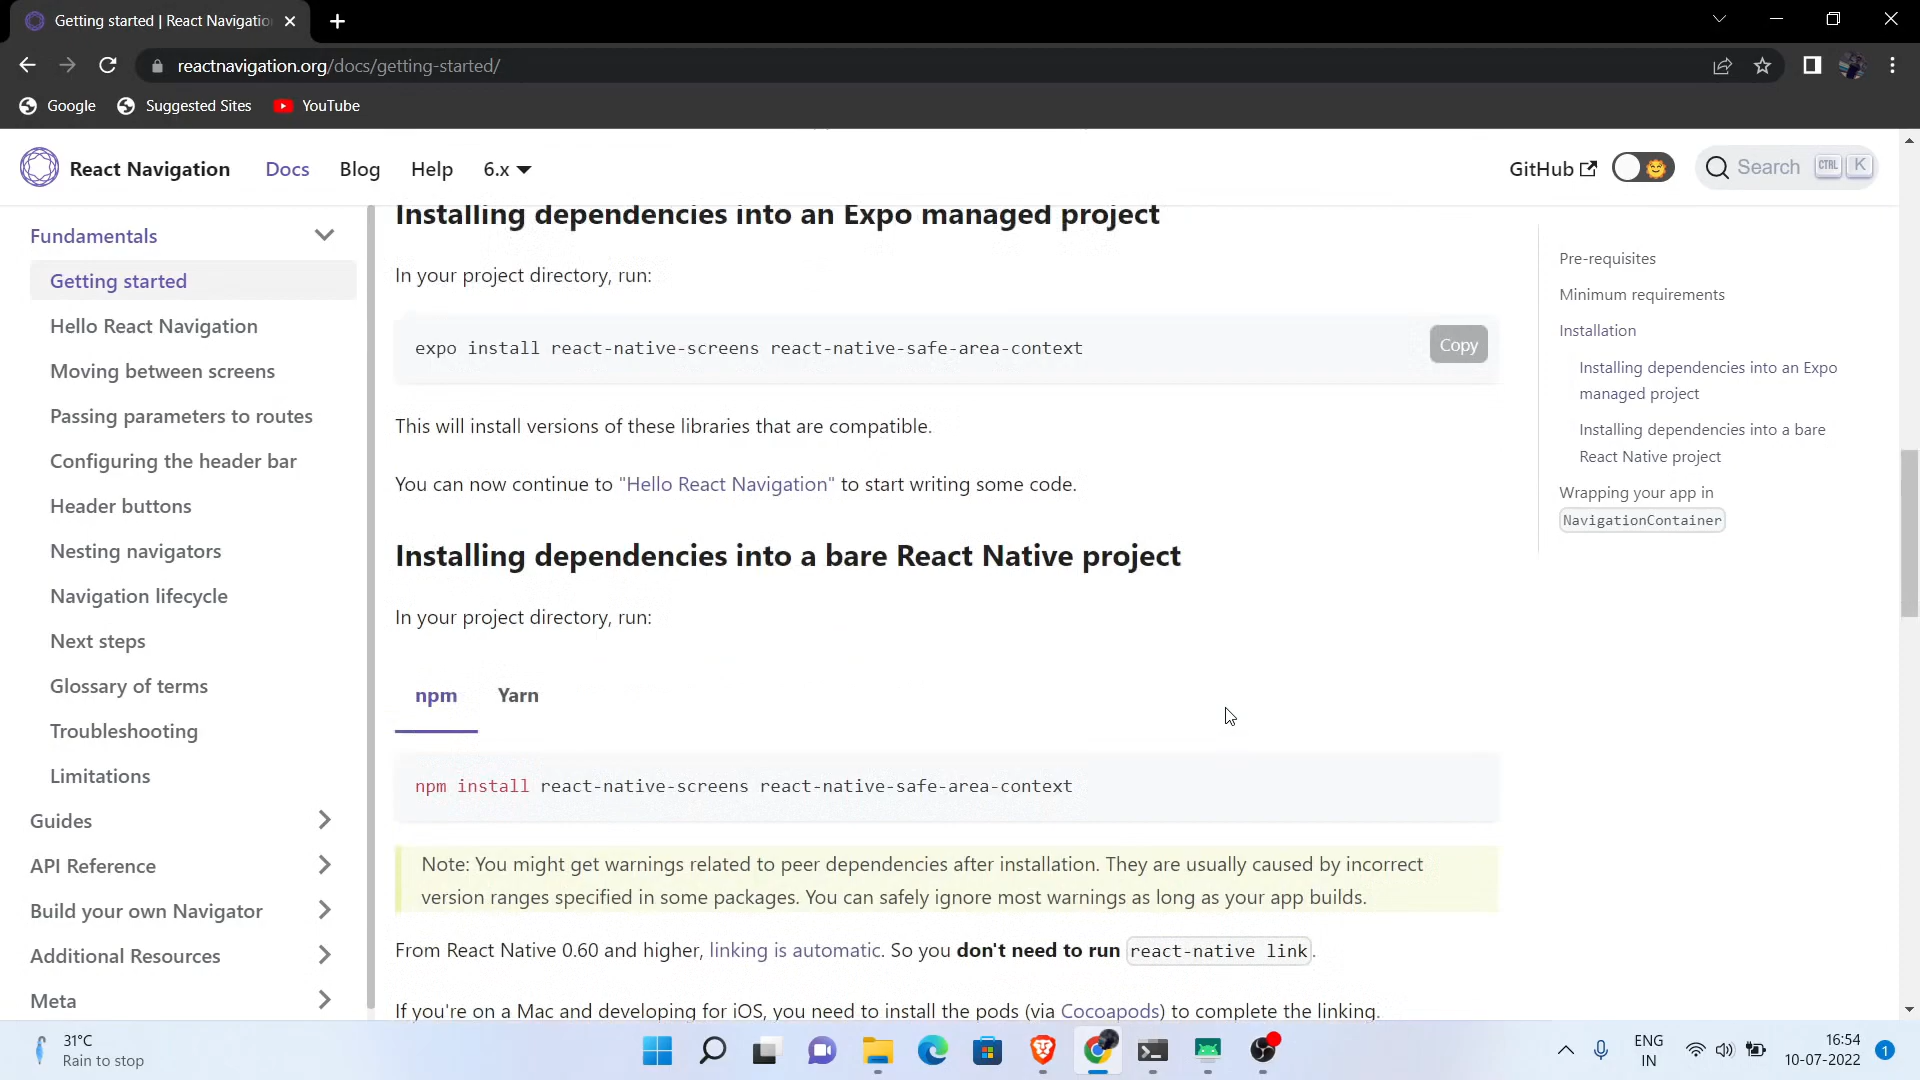 Getting started | React Navigatio
reactnavigation.org/docs/getting-started/
Google
Suggested Sites
YouTube
React Navigation
Docs
Blog
Help
6.x
GitHub
Search
CTRL
K
Fundamentals
Getting started
Hello React Navigation
Moving between screens
Passing parameters to routes
Configuring the header bar
Header buttons
Nesting navigators
Navigation lifecycle
Next steps
Glossary of terms
Troubleshooting
Limitations
Guides
API Reference
Build your own Navigator
Additional Resources
Meta
Installing dependencies into an Expo managed project
In your project directory, run:
expo install react-native-screens react-native-safe-area-context
Copy
This will install versions of these libraries that are compatible.
You can now continue to "Hello React Navigation" to start writing some code.
Installing dependencies into a bare React Native project
In your project directory, run:
npm
Yarn
npm install react-native-screens react-native-safe-area-context
Note: You might get warnings related to peer dependencies after installation. They are usually caused by incorrect
version ranges specified in some packages. You can safely ignore most warnings as long as your app builds.
From React Native 0.60 and higher, linking is automatic. So you don't need to run react-native link.
If you're on a Mac and developing for iOS, you need to install the pods (via Cocoapods) to complete the linking.
Pre-requisites
Minimum requirements
Installation
Installing dependencies into an Expo
managed project
Installing dependencies into a bare
React Native project
Wrapping your app in
NavigationContainer
31°C
Rain to stop
ENG
IN
16:54
10-07-2022
1